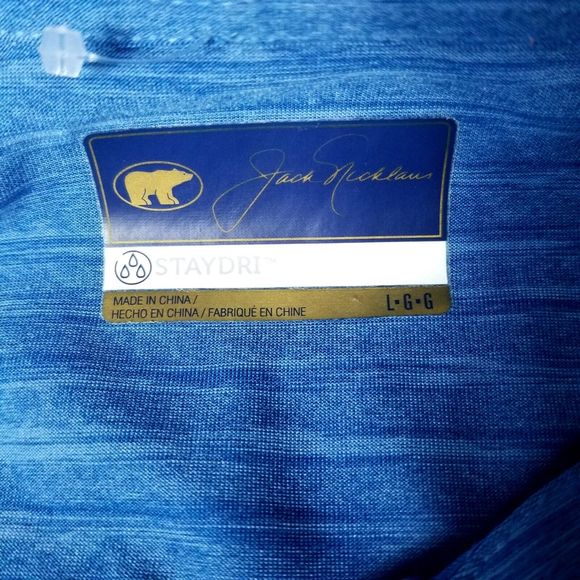 Jack Nicklaus
STAYDRI™
MADE IN CHINA /
HECHO EN CHINA / FABRIQUÉ EN CHINE
L▪G▪G